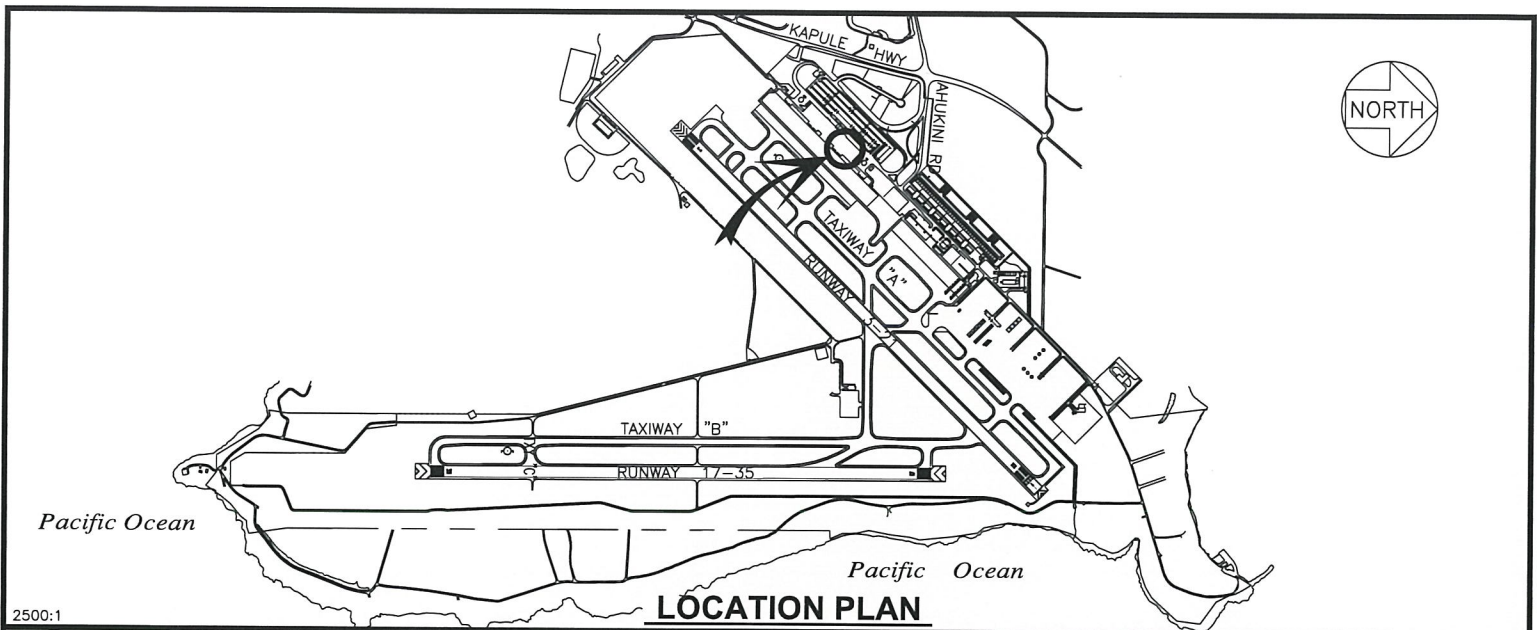 KAPULE HWY
AHUKINI RD
NORTH
TAXIWAY "A"
RUNWAY
TAXIWAY "B"
RUNWAY 17-35
Pacific Ocean
Pacific Ocean
2500:1
LOCATION PLAN